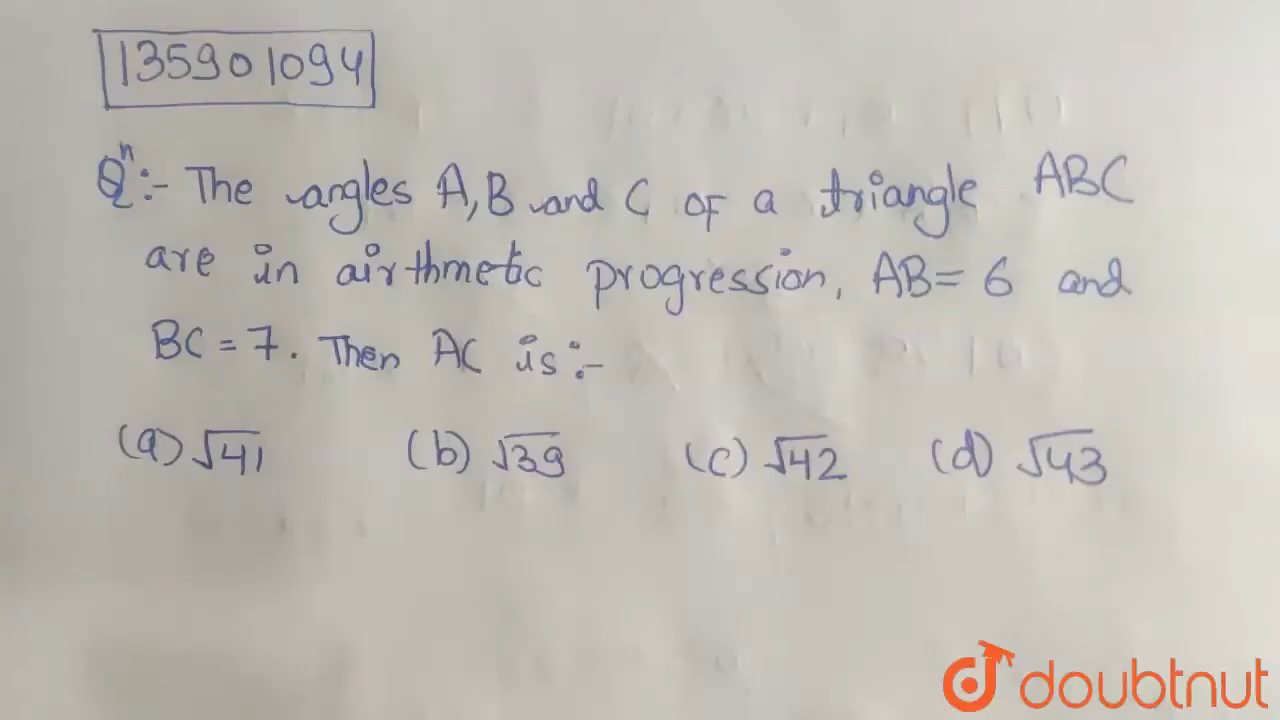 135901094
Qⁿ:- The angles A, B and C of a triangle ABC
are in airthmetic progression, AB = 6 and
BC = 7. Then AC is :-
(a) √41 (b) √39 (c) √42 (d) √43
doubtnut